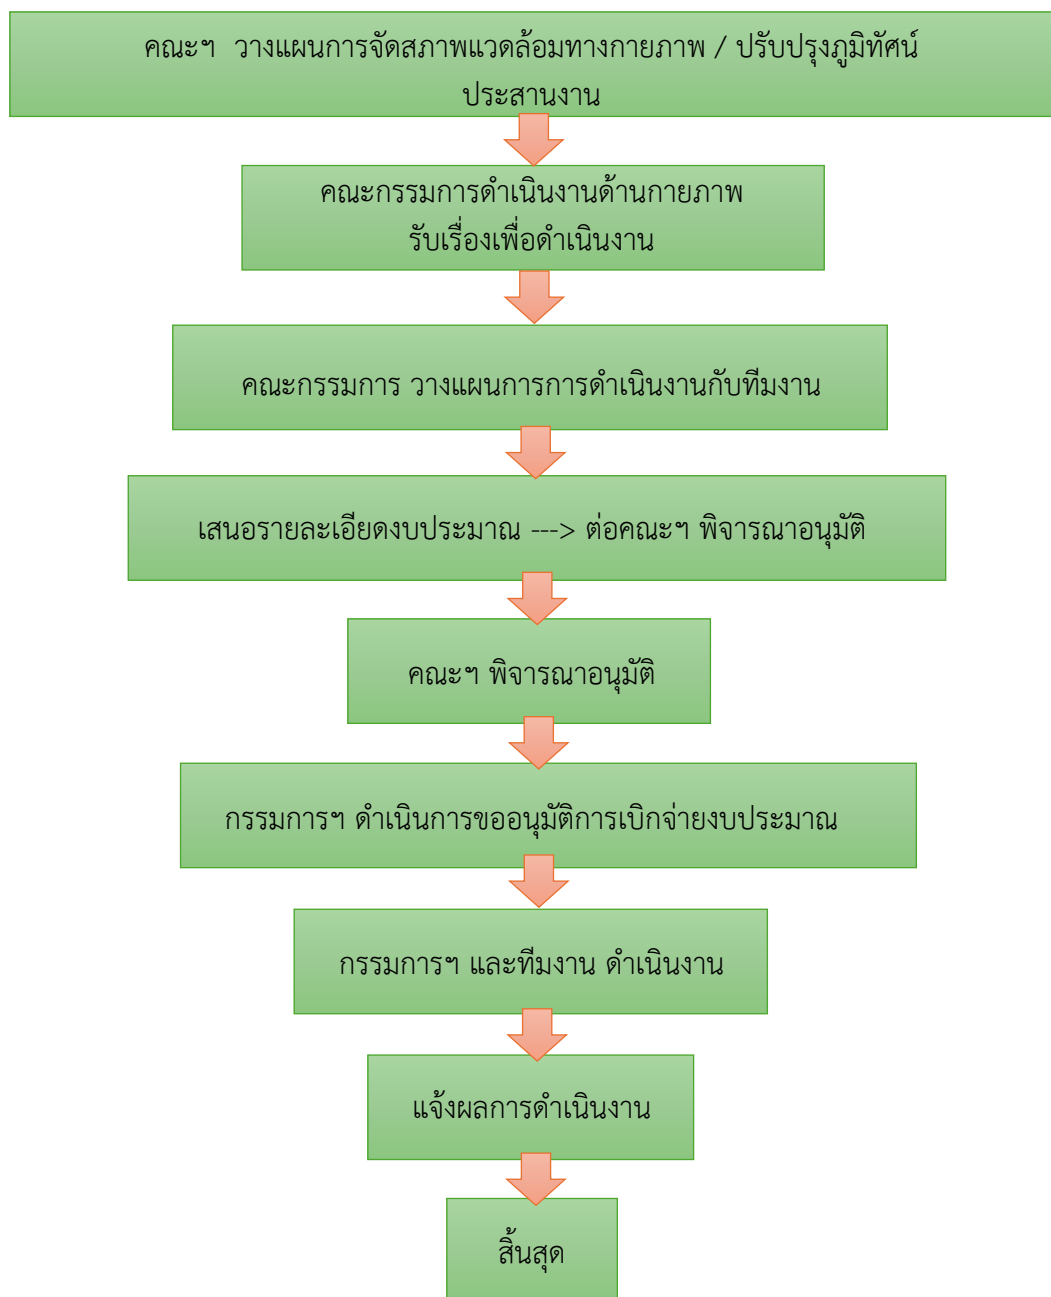 คณะฯ  วางแผนการจัดสภาพแวดล้อมทางกายภาพ / ปรับปรุงภูมิทัศน์
ประสานงาน
คณะกรรมการดำเนินงานด้านกายภาพ
รับเรื่องเพื่อดำเนินงาน
คณะกรรมการ วางแผนการการดำเนินงานกับทีมงาน
เสนอรายละเอียดงบประมาณ ---> ต่อคณะฯ พิจารณาอนุมัติ
คณะฯ พิจารณาอนุมัติ
กรรมการฯ ดำเนินการขออนุมัติการเบิกจ่ายงบประมาณ
กรรมการฯ และทีมงาน ดำเนินงาน
แจ้งผลการดำเนินงาน
สิ้นสุด